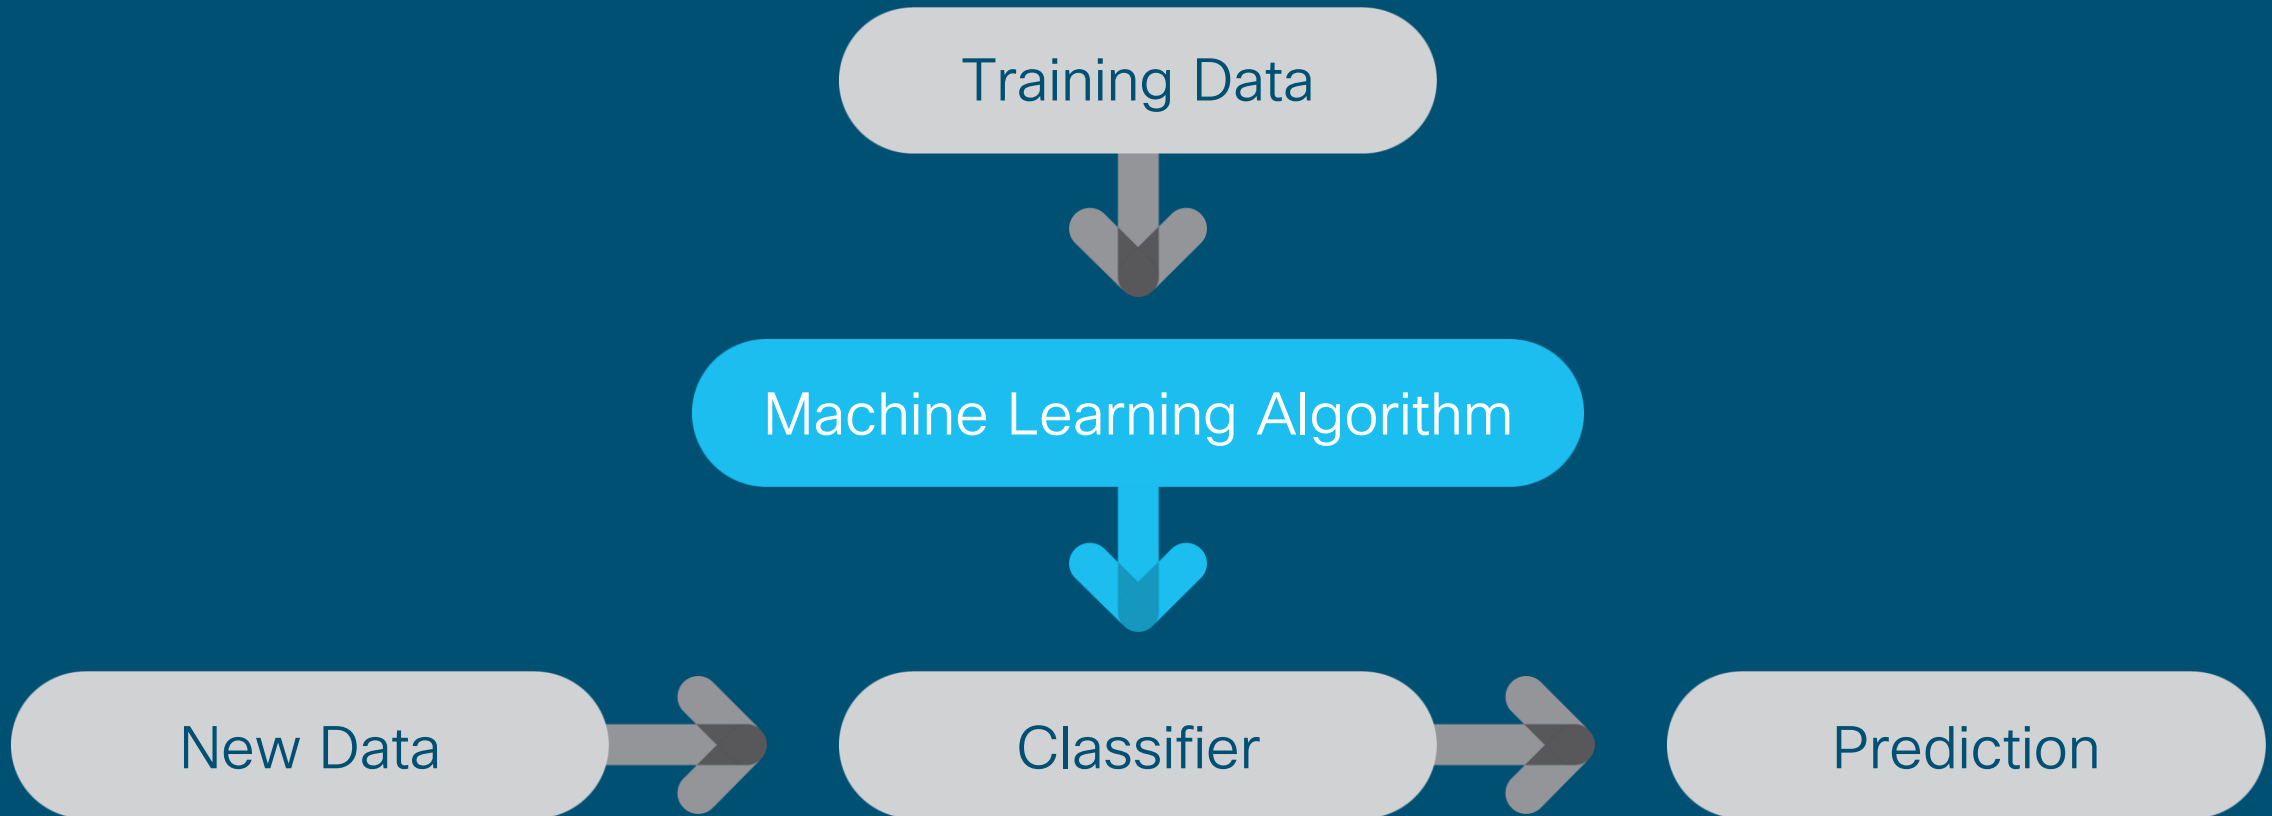 Training Data
Machine Learning Algorithm
New Data
Classifier
Prediction